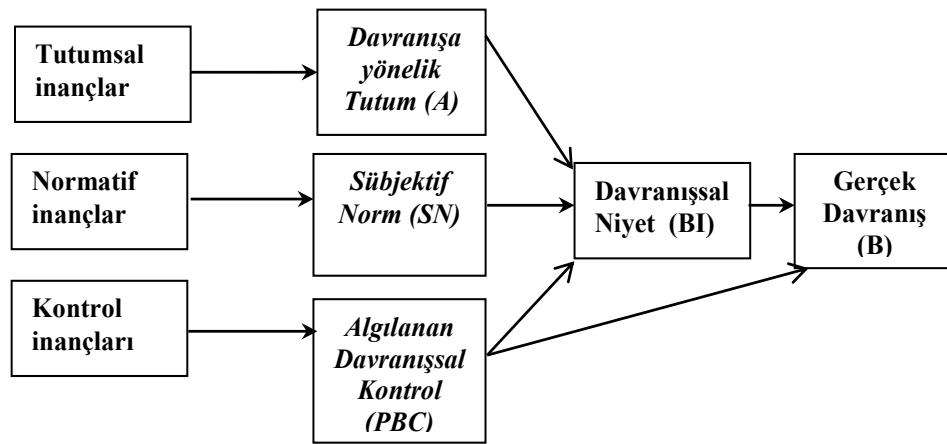 Tutumsal
inançlar
Davranışa
yönelik
Tutum (A)
Normatif
inançlar
Sübjektif
Norm (SN)
Kontrol
inançları
Algılanan
Davranışsal
Kontrol
(PBC)
Davranışsal
Niyet (BI)
Gerçek
Davranış
(B)